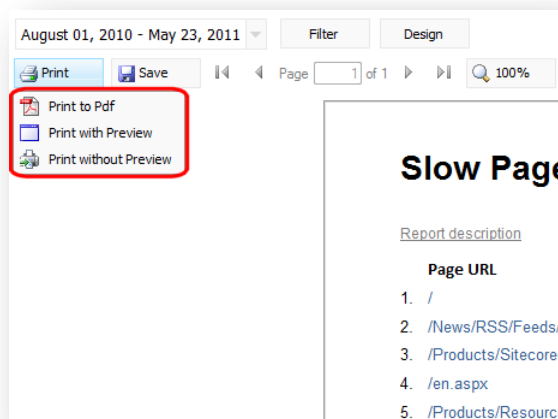 August 01, 2010 - May 23, 2011 Filter Design
Print Save Page 1 of 1 100%
Print to Pdf
Print with Preview
Print without Preview
Slow Page
Report description
Page URL
1. /
2. /News/RSS/Feeds/
3. /Products/Sitecore
4. /en.aspx
5. /Products/Resourc